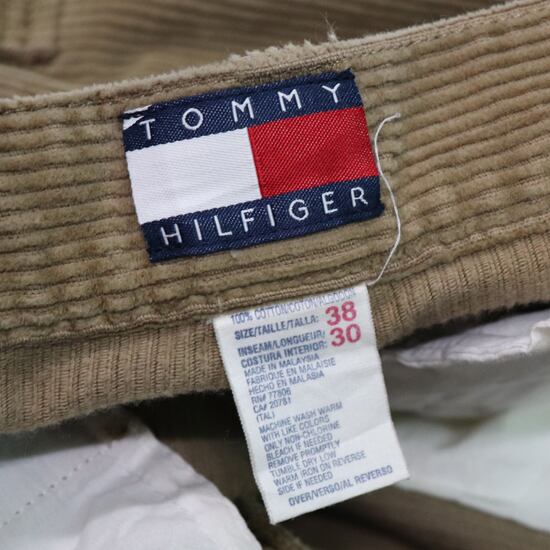 TOMMY
HILFIGER
100% COTTON/COTON/ALGODON
SIZE/TAILLE/TALLA: 38
INSEAM/LONGUEUR/
COSTURA INTERIOR: 30
MADE IN MALAYSIA
FABRIQUE EN MALAISIE
HECHO EN MALASIA
RN# 77806
CA# 20781
(TAL)
MACHINE WASH WARM
WITH LIKE COLORS
ONLY NON-CHLORINE
BLEACH IF NEEDED
REMOVE PROMPTLY
TUMBLE DRY LOW
WARM IRON ON REVERSE
IF NEEDED
OVER/VERSO/AL REVERSO